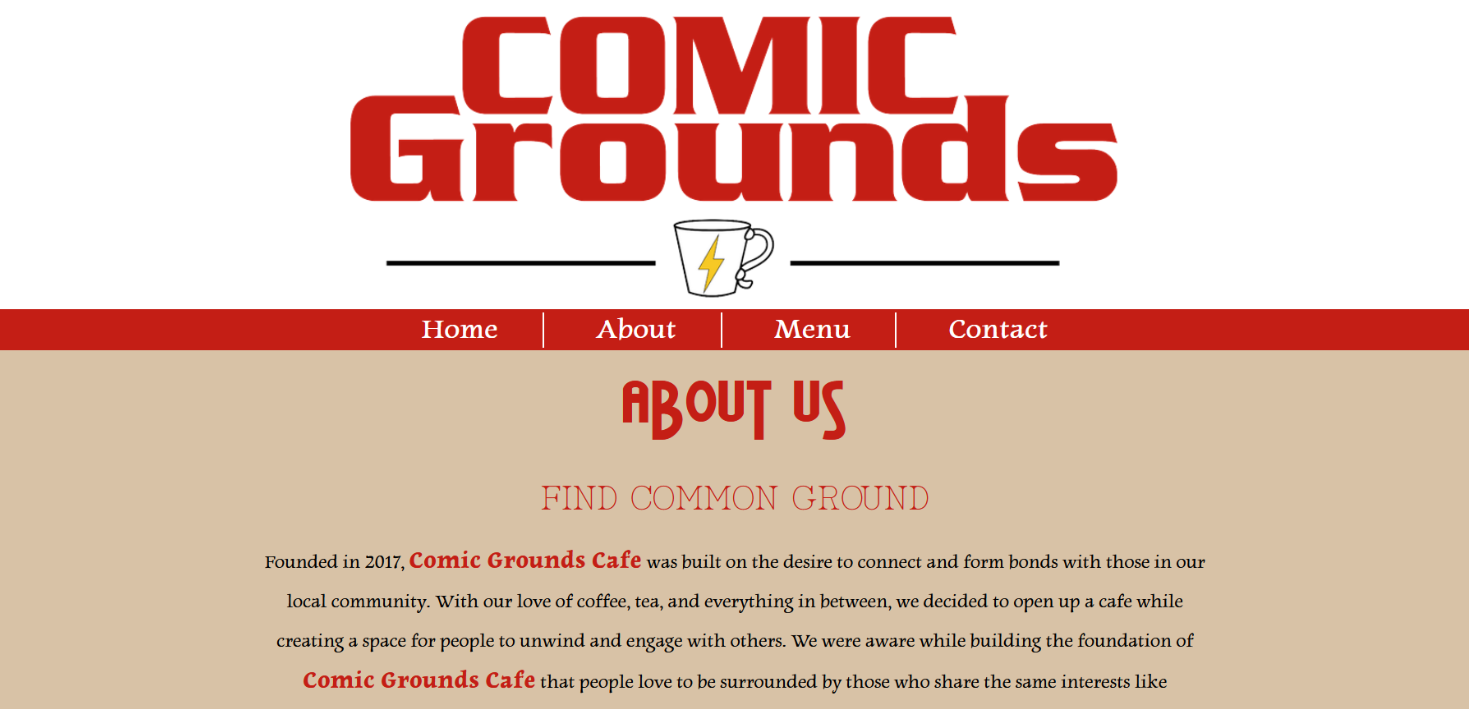 COMIC
Grounds
Home About Menu Contact
ABOUT US
FIND COMMON GROUND
Founded in 2017, Comic Grounds Cafe was built on the desire to connect and form bonds with those in our
local community. With our love of coffee, tea, and everything in between, we decided to open up a cafe while
creating a space for people to unwind and engage with others. We were aware while building the foundation of
Comic Grounds Cafe that people love to be surrounded by those who share the same interests like